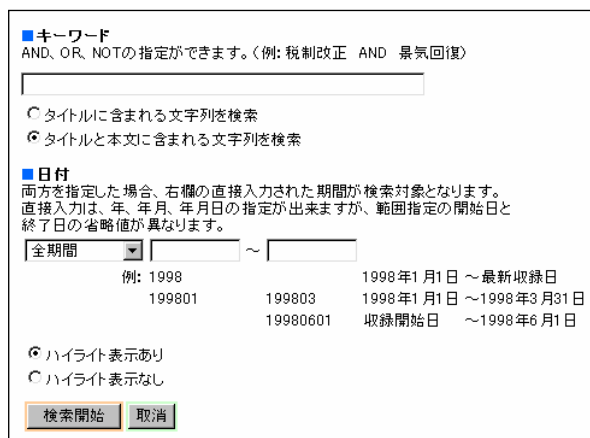 ■キーワード
AND、OR、NOTの指定ができます。（例：税制改正 AND 景気回復）
タイトルに含まれる文字列を検索
タイトルと本文に含まれる文字列を検索
■日付
両方を指定した場合、右欄の直接入力された期間が検索対象となります。
直接入力は、年、年月、年月日の指定が出来ますが、範囲指定の開始日と
終了日の省略値が異なります。
全期間 ～
例： 1998 1998年1月1日 ～最新収録日
199801 199803 1998年1月1日 ～1998年3月31日
19980601 収録開始日 ～1998年6月1日
ハイライト表示あり
ハイライト表示なし
検索開始 取消